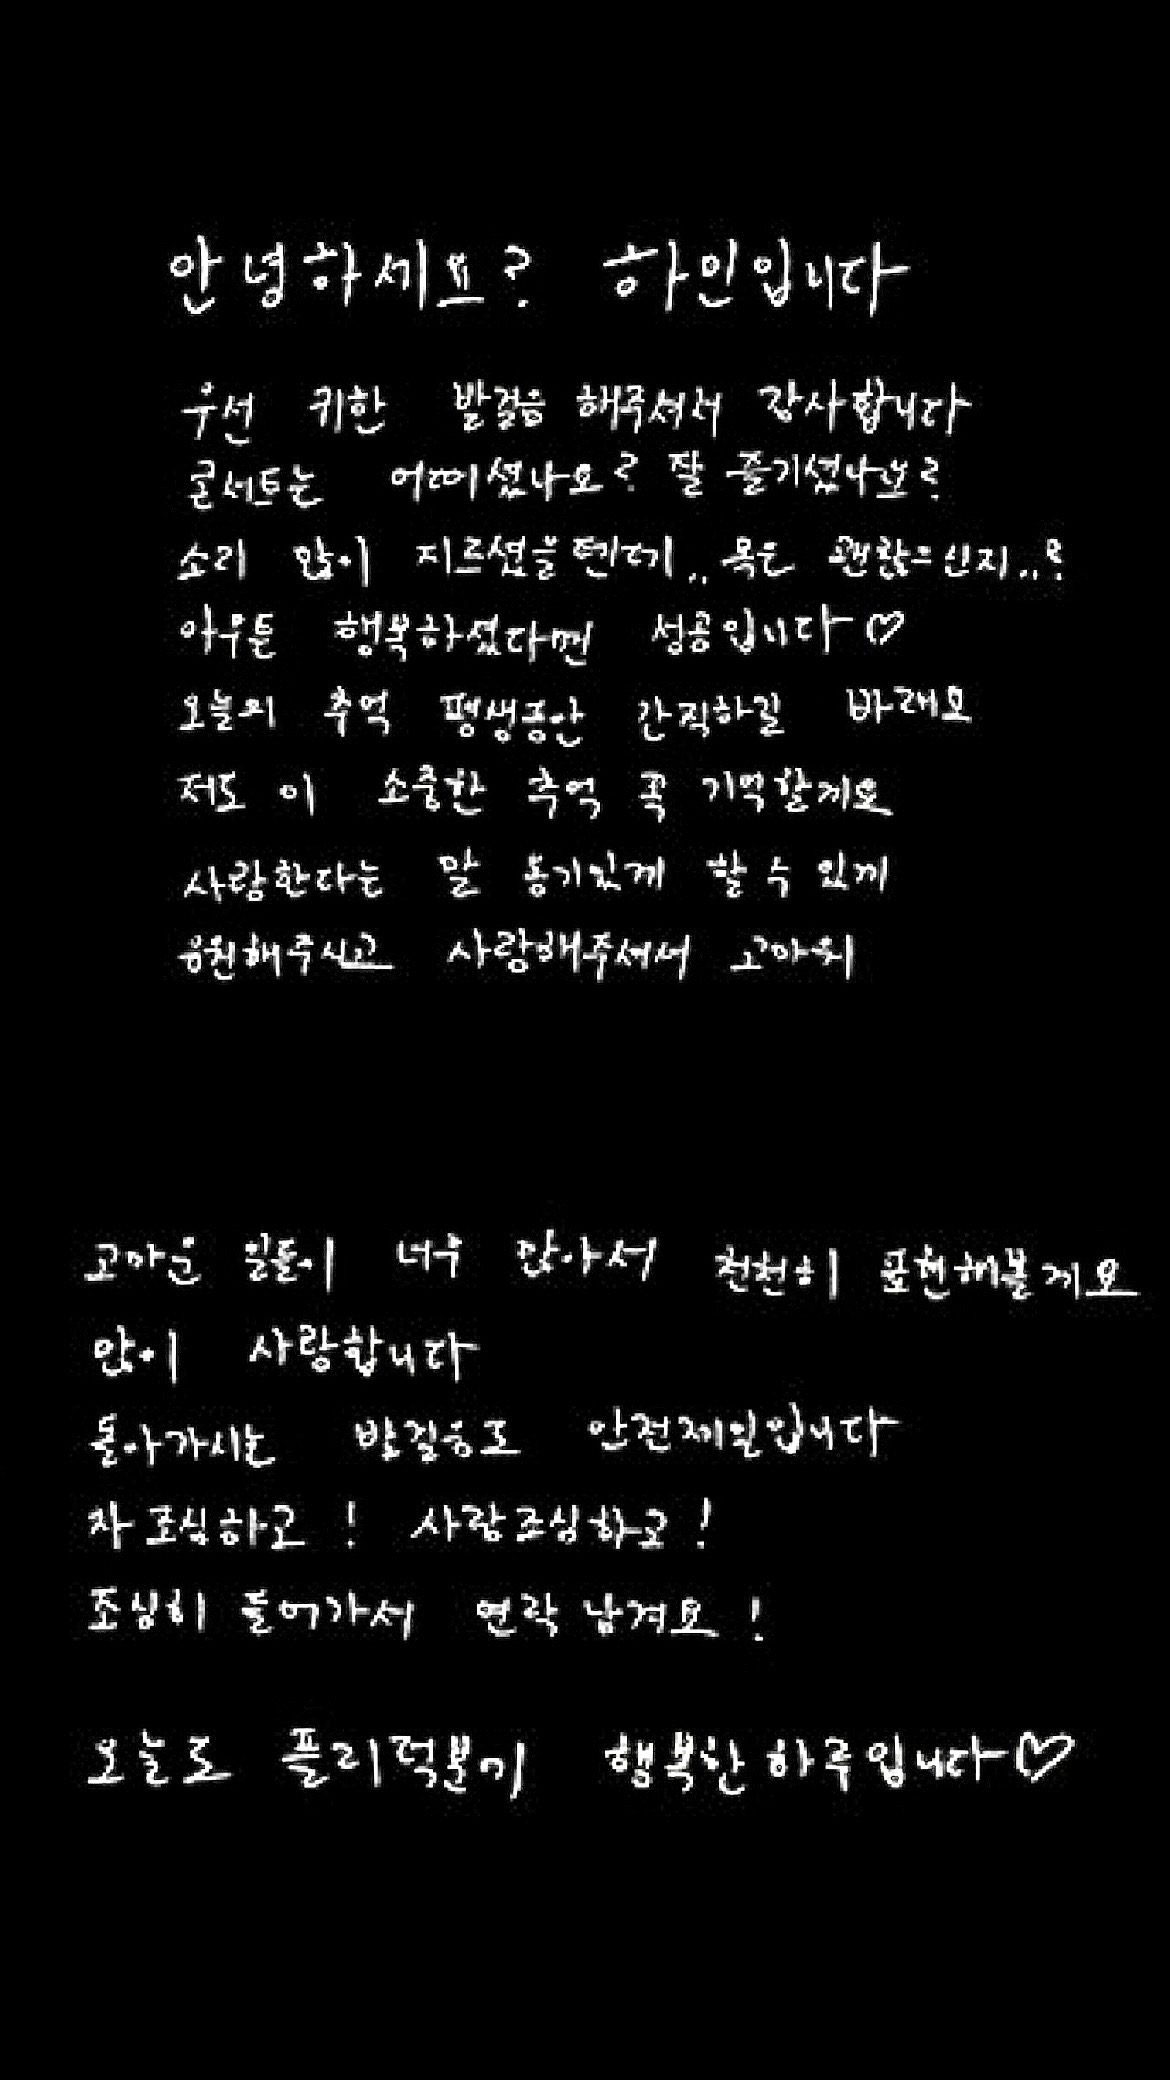 안녕하세요? 하민입니다
우선 귀한 발걸음 해주셔서 감사합니다
콘서트는 어떠셨나요? 잘 즐기셨나요?
소리 많이 지르셨을텐데.. 목은 괜찮으신지..?
아무튼 행복하셨다면 성공입니다♡
오늘의 추억 평생동안 간직하길 바래요
저도 이 소중한 추억 꼭 기억할게요
사랑한다는 말 용기있게 할 수 있게
응원해주시고 사랑해주셔서 고마워
고마운 일들이 너무 많아서 천천히 표현해볼게요
많이 사랑합니다
돌아가시는 발걸음도 안전제일입니다
차 조심하고! 사람조심하고!
조심히 들어가서 연락 남겨요!
오늘도 플리덕분에 행복한 하루입니다♡